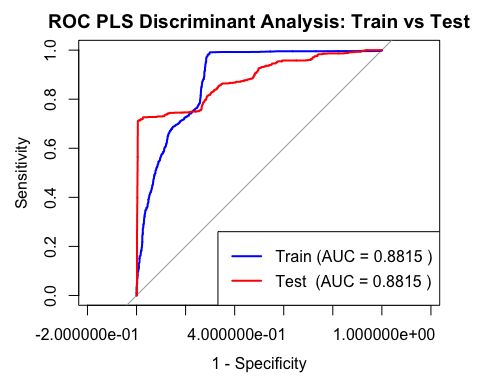 ROC PLS Discriminant Analysis: Train vs Test
Sensitivity
1.0
0.8
0.6
0.4
0.2
0.0
Train (AUC = 0.8815 )
Test (AUC = 0.8815 )
-2.000000e-01 4.000000e-01 1.000000e+00
1 - Specificity